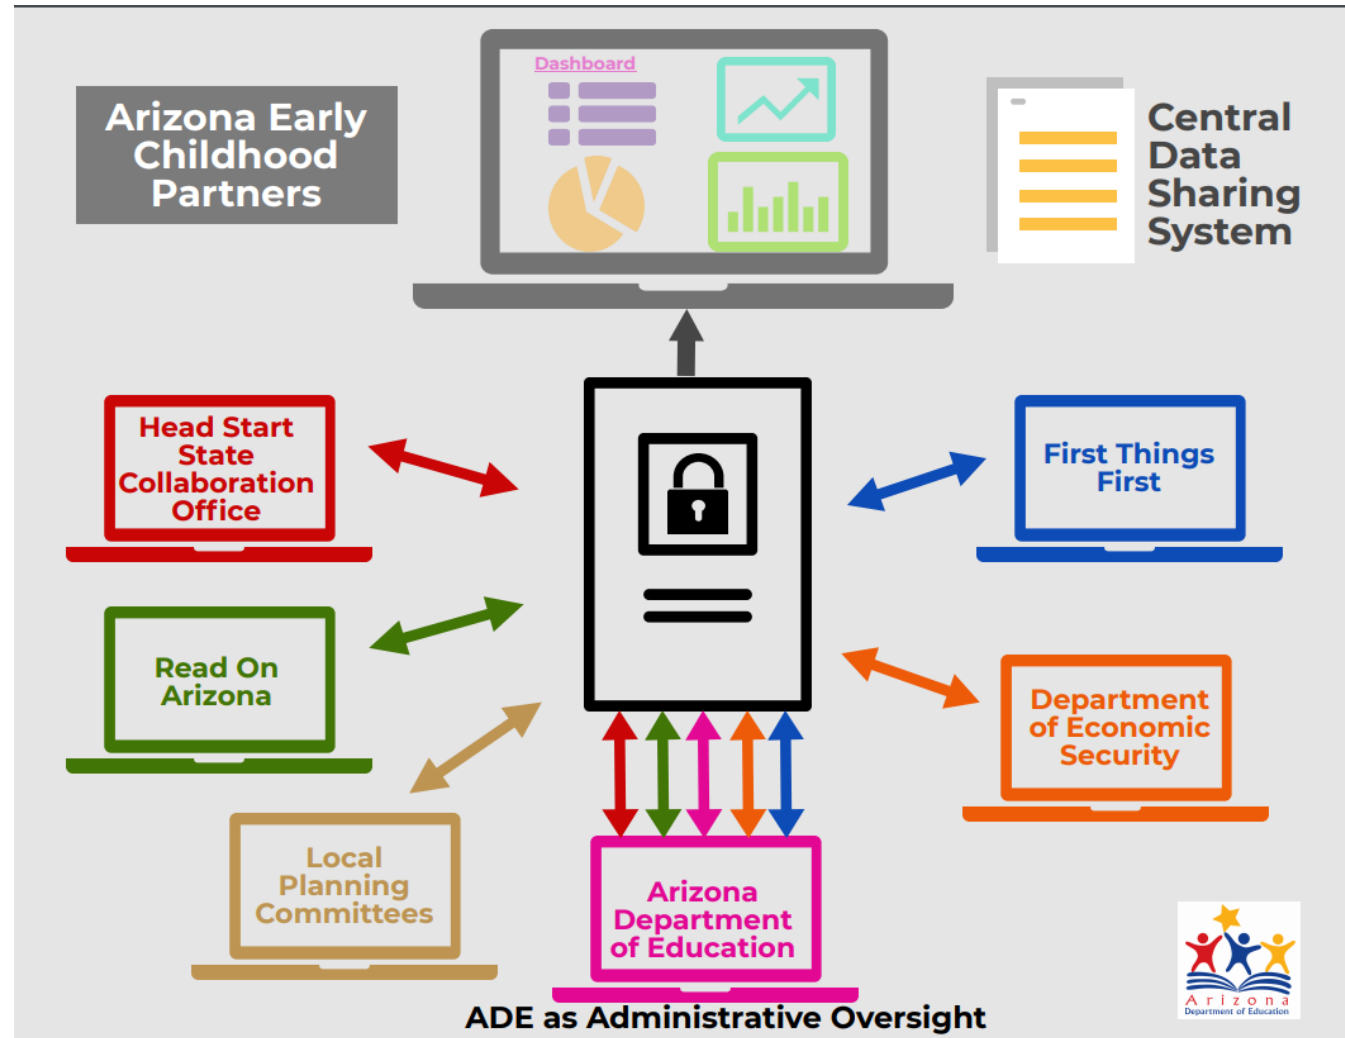 Arizona Early
Childhood
Partners
Dashboard
Central
Data
Sharing
System
Head Start
State
Collaboration
Office
First Things
First
Read On
Arizona
Department
of Economic
Security
Local
Planning
Committees
Arizona
Department
of Education
ADE as Administrative Oversight
Arizona
Department of Education